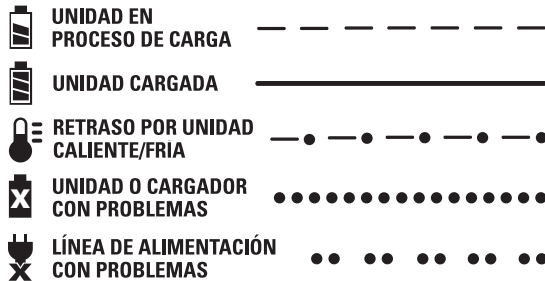 UNIDAD EN
PROCESO DE CARGA
UNIDAD CARGADA
RETRASO POR UNIDAD
CALIENTE/FRIA
UNIDAD O CARGADOR
CON PROBLEMAS
LÍNEA DE ALIMENTACIÓN
CON PROBLEMAS